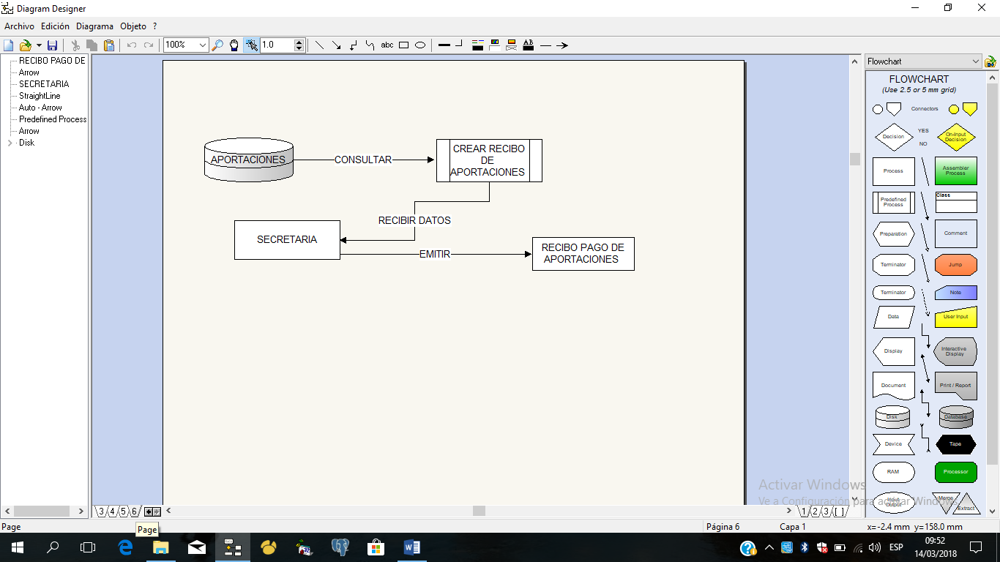 Diagram Designer
Archivo Edición Diagrama Objeto ?
100%
1.0
abc
AB
RECIBO PAGO DE
Arrow
SECRETARIA
StraightLine
Auto - Arrow
Predefined Process
Arrow
Disk
APORTACIONES
CONSULTAR
CREAR RECIBO
DE
APORTACIONES
RECIBIR DATOS
SECRETARIA
EMITIR
RECIBO PAGO DE
APORTACIONES
Flowchart
FLOWCHART
(Use 2.5 or 5 mm grid)
Connectors
Decision
YES
NO
On-Input
Decision
Process
Assembler
Process
Predefined
Process
Class
Preparation
Comment
Terminator
Jump
Terminator
Note
Data
User Input
Display
Interactive
Display
Document
Print / Report
Disk
Database
Device
Tape
RAM
Processor
Input
Output
Merge
Extract
Activar Windows
Ve a Configuración para activar Windows.
3 4 5 6
1 2 3 [ ]
Page
Page
Página 6
Capa 1
x=-2.4 mm y=158.0 mm
ESP
09:52
14/03/2018